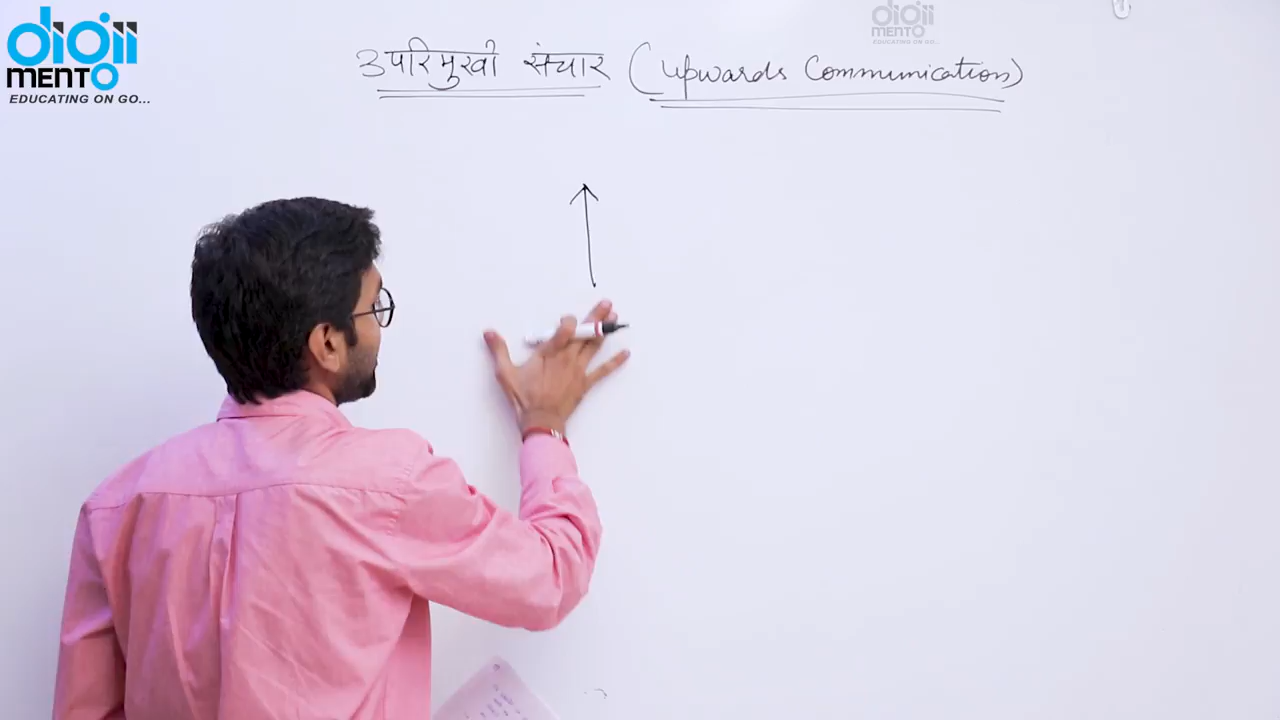 digii
MENTO
EDUCATING ON GO...
digii
MENTO
EDUCATING ON GO...
उपरिमुखी संचार (upwards Communication)